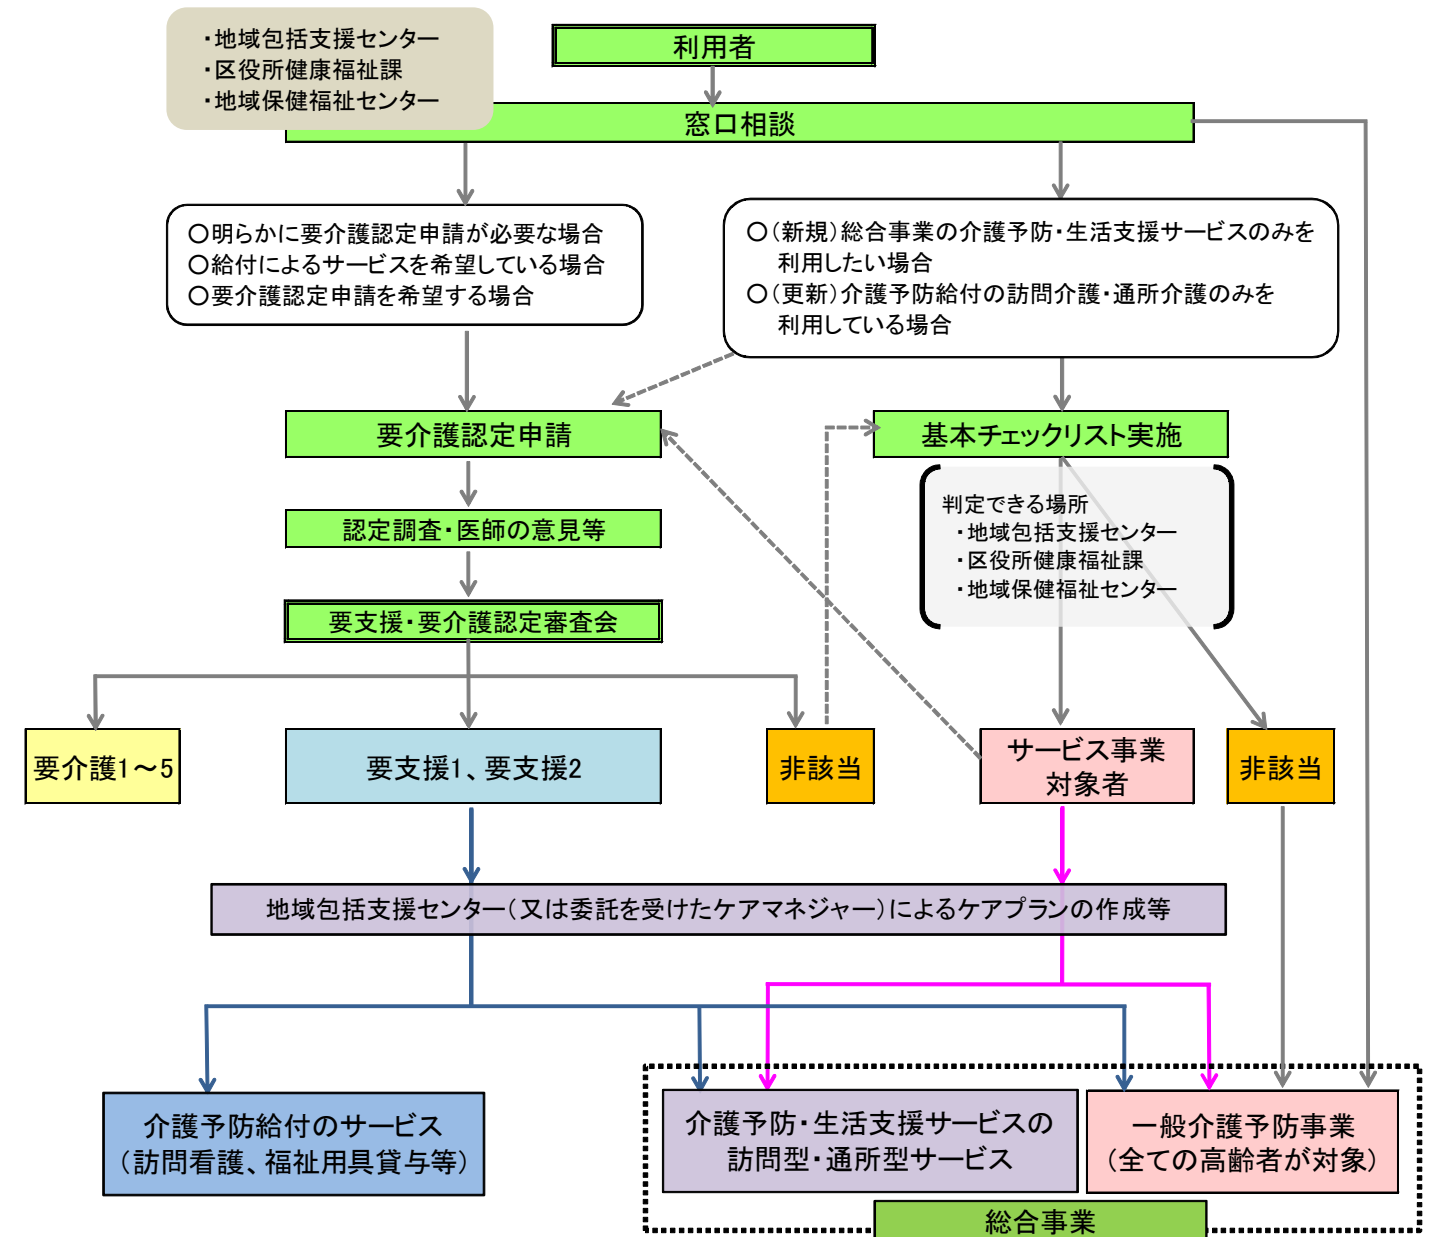 ・地域包括支援センター
・区役所健康福祉課
・地域保健福祉センター
利用者
窓口相談
○明らかに要介護認定申請が必要な場合
○給付によるサービスを希望している場合
○要介護認定申請を希望する場合
○（新規）総合事業の介護予防・生活支援サービスのみを
利用したい場合
○（更新）介護予防給付の訪問介護・通所介護のみを
利用している場合
要介護認定申請
基本チェックリスト実施
認定調査・医師の意見等
判定できる場所
・地域包括支援センター
・区役所健康福祉課
・地域保健福祉センター
要支援・要介護認定審査会
要介護1～5
要支援1、要支援2
非該当
サービス事業
対象者
非該当
地域包括支援センター（又は委託を受けたケアマネジャー）によるケアプランの作成等
介護予防給付のサービス
（訪問看護、福祉用具貸与等）
介護予防・生活支援サービスの
訪問型・通所型サービス
一般介護予防事業
（全ての高齢者が対象）
総合事業